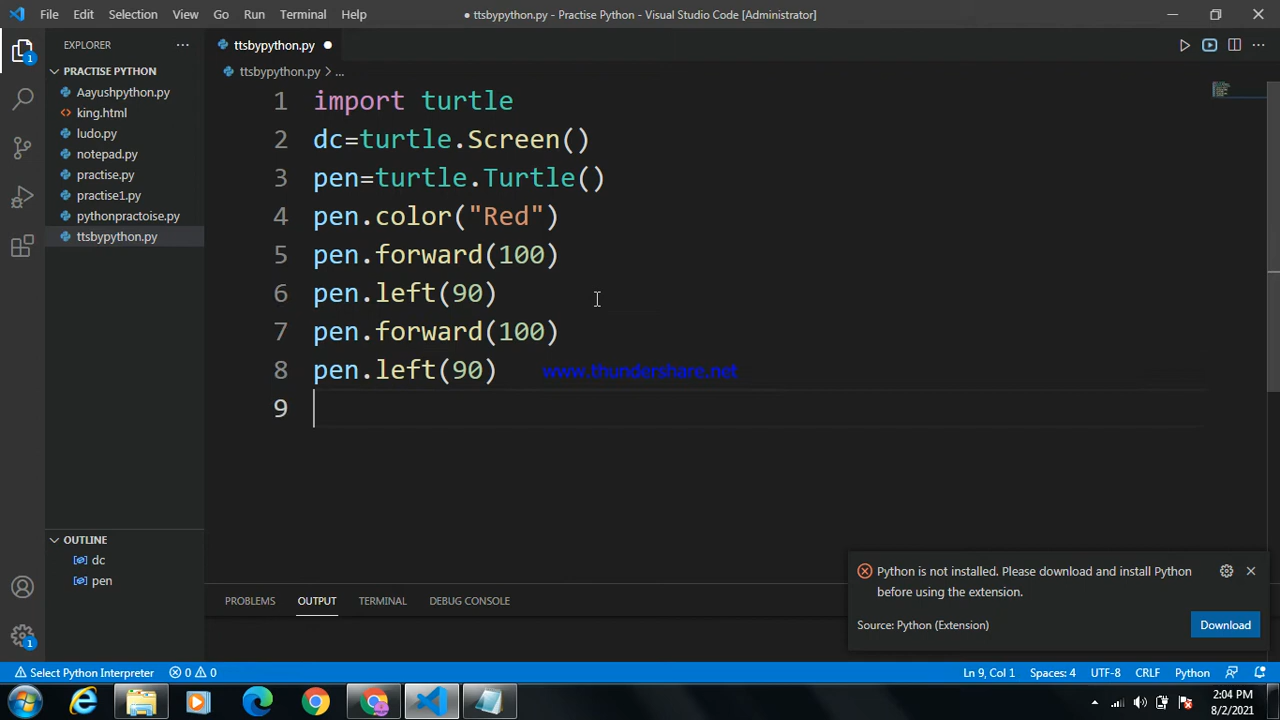 File Edit Selection View Go Run Terminal Help
● ttsbypython.py - Practise Python - Visual Studio Code [Administrator]
EXPLORER
PRACTISE PYTHON
Aayushpython.py
king.html
ludo.py
notepad.py
practise.py
practise1.py
pythonpractoise.py
ttsbypython.py
OUTLINE
dc
pen
ttsbypython.py
ttsbypython.py > ...
1 import turtle
2 dc=turtle.Screen()
3 pen=turtle.Turtle()
4 pen.color("Red")
5 pen.forward(100)
6 pen.left(90)
7 pen.forward(100)
8 pen.left(90)
www.thundershare.net
9
PROBLEMS OUTPUT TERMINAL DEBUG CONSOLE
Python is not installed. Please download and install Python
before using the extension.
Source: Python (Extension)
Download
1
1
Select Python Interpreter 0 0
Ln 9, Col 1 Spaces: 4 UTF-8 CRLF Python
2:04 PM
8/2/2021